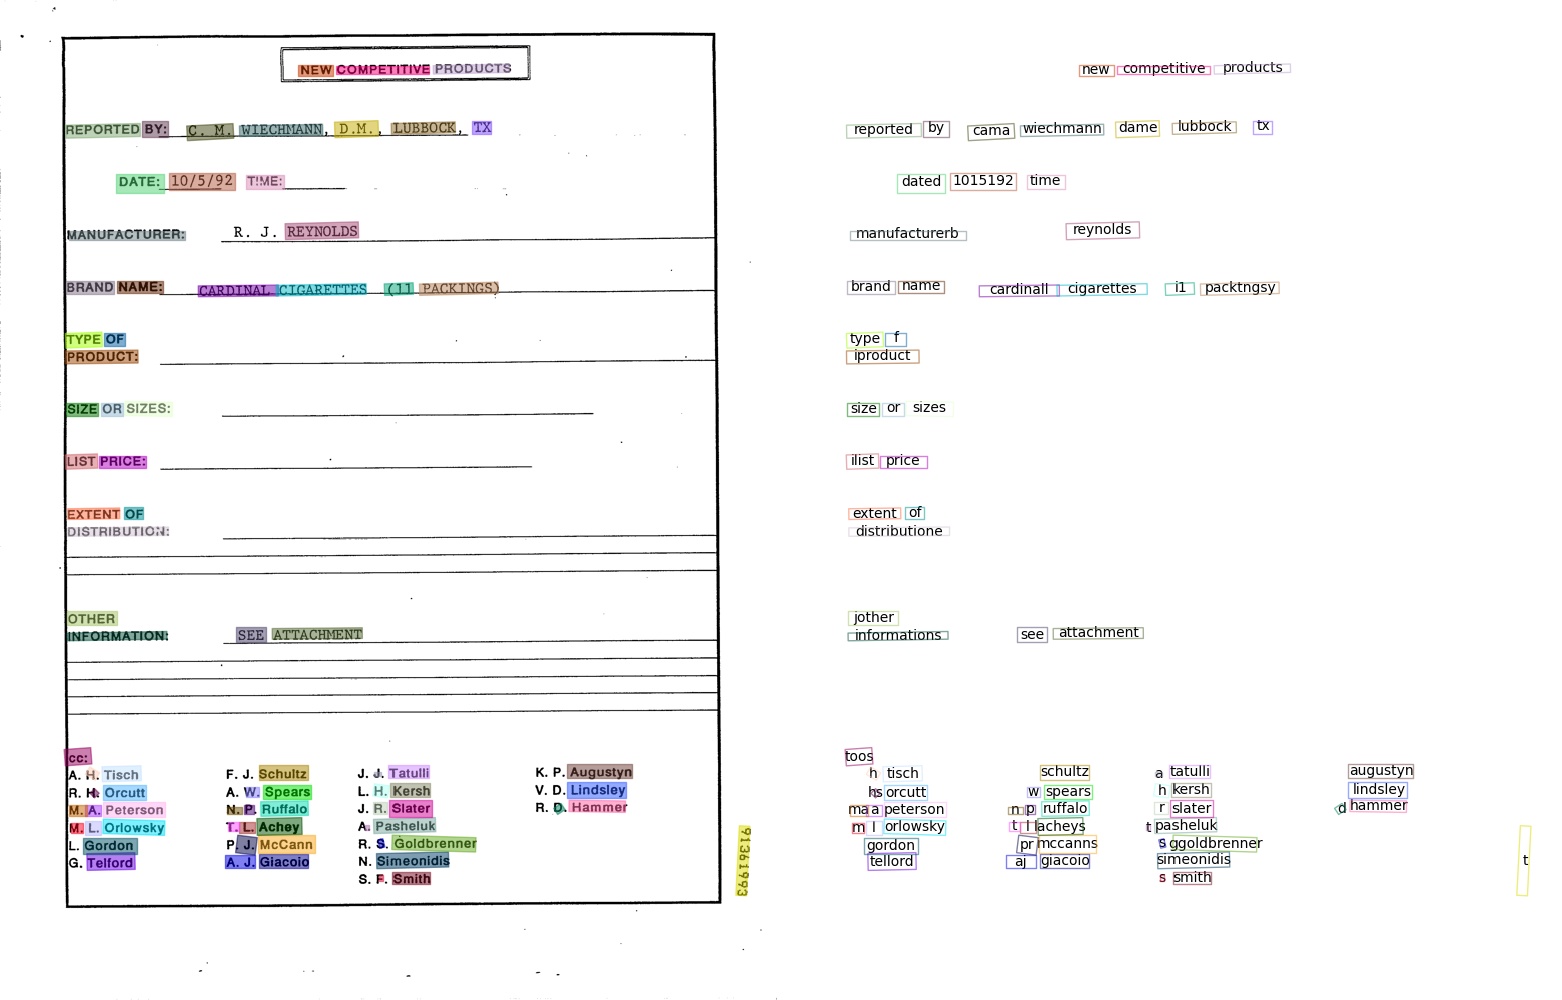 NEW COMPETITIVE PRODUCTS
REPORTED BY: C. M. WIECHMANN, D.M., LUBBOCK, TX
DATE: 10/5/92 TIME:
MANUFACTURER: R. J. REYNOLDS
BRAND NAME: CARDINAL CIGARETTES (11 PACKINGS)
TYPE OF
PRODUCT:
SIZE OR SIZES:
LIST PRICE:
EXTENT OF
DISTRIBUTION:
OTHER
INFORMATION: SEE ATTACHMENT
cc:
A. H. Tisch F. J. Schultz J. J. Tatulli K. P. Augustyn
R. H. Orcutt A. W. Spears L. H. Kersh V. D. Lindsley
M. A. Peterson N. P. Ruffalo J. R. Slater R. D. Hammer
M. L. Orlowsky T. L. Achey A. Pasheluk
L. Gordon P. J. McCann R. S. Goldbrenner
G. Telford A. J. Giacoio N. Simeonidis
S. F. Smith
91361993
new competitive products
reported by cama wiechmann dame lubbock tx
dated 1015192 time
manufacturerb reynolds
brand name cardinall cigarettes i1 packtngsy
type f
iproduct
size or sizes
ilist price
extent of
distributione
jother
informations see attachment
toos
h tisch schultz a tatulli augustyn
hs orcutt w spears h kersh lindsley
ma a peterson n p ruffalo r slater d hammer
m l orlowsky t l acheys t pasheluk
gordon pr mccanns s ggoldbrenner
tellord aj giacoio simeonidis t
s smith